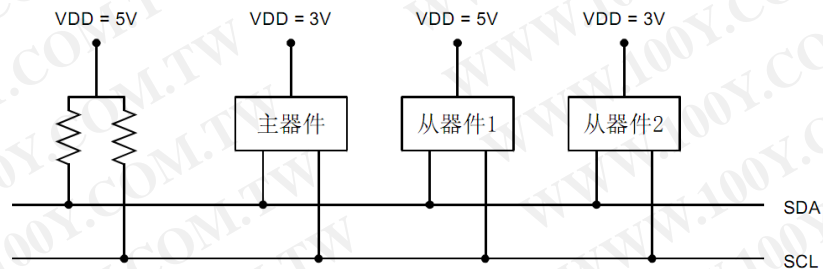 VDD = 5V
VDD = 3V
VDD = 5V
VDD = 3V
主器件
从器件1
从器件2
SDA
SCL
WWW.100Y.COM.TW